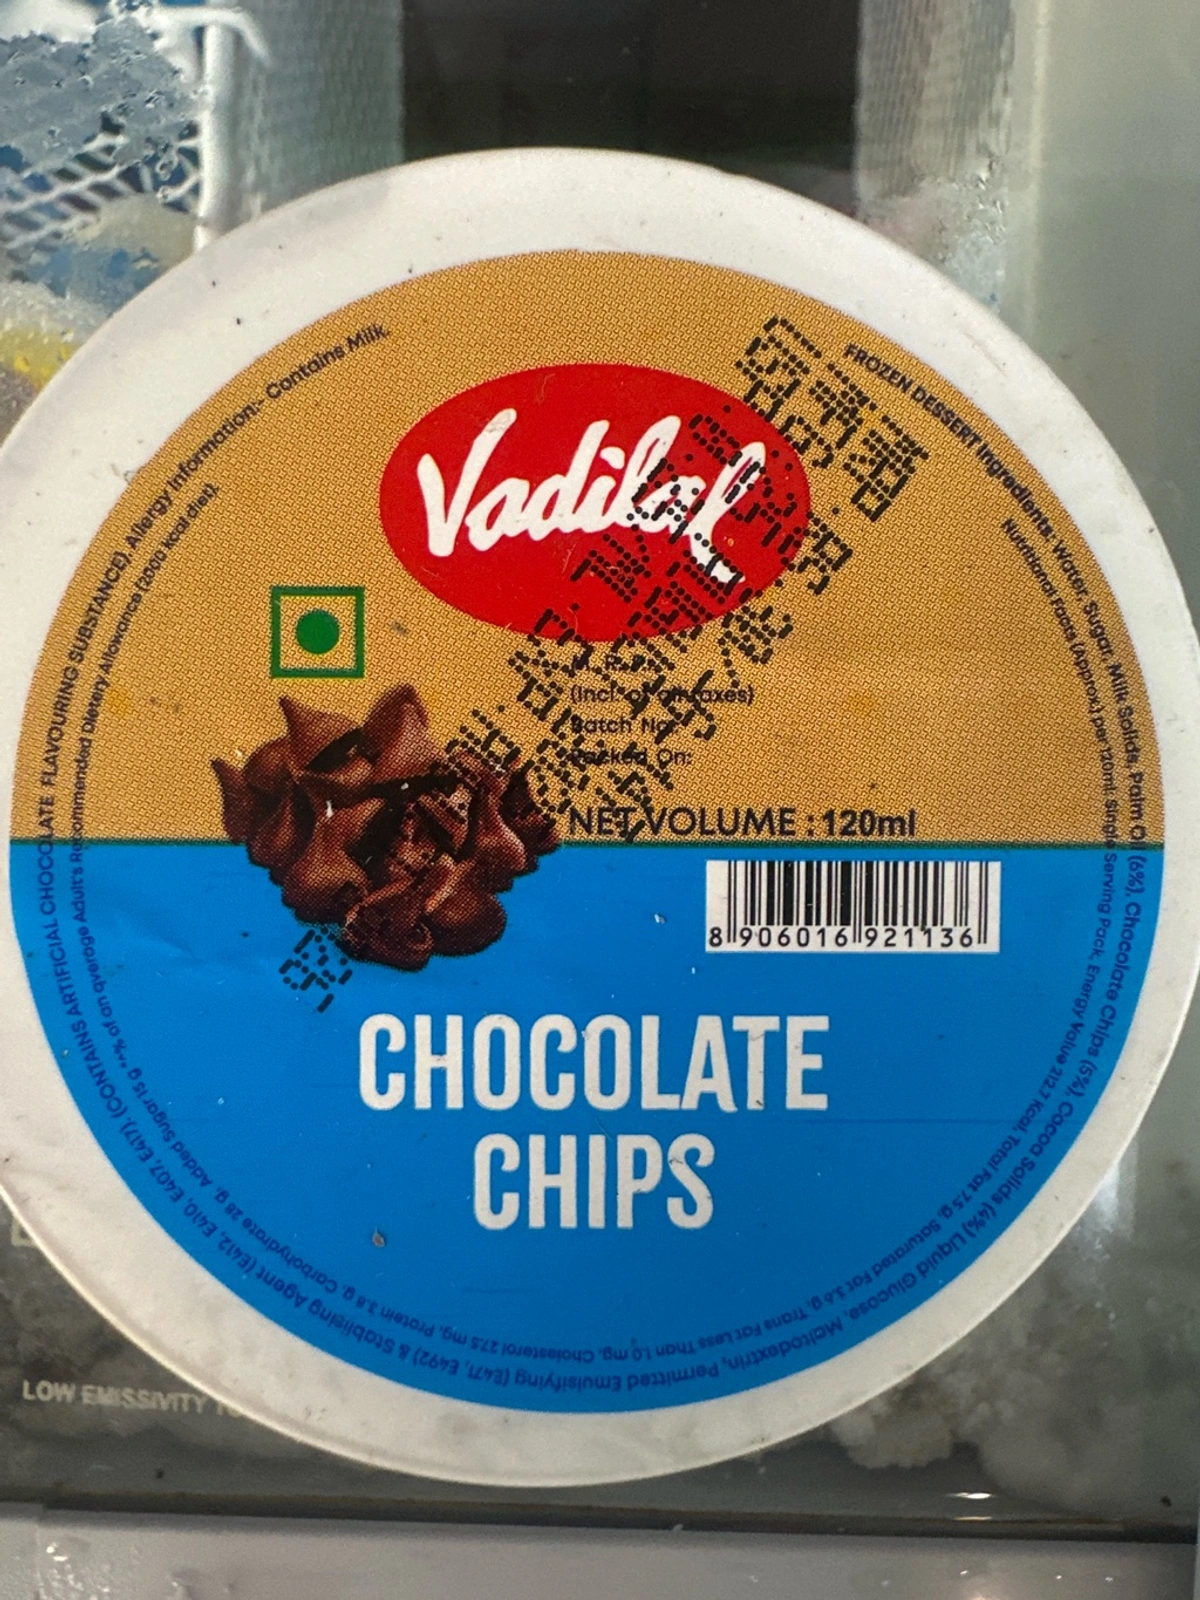 FROZEN DESSERT Ingredients: Water, Sugar, Milk Solids, Palm Oil (6%), Chocolate Chips (5%), Cocoa Solids (4%) Liquid Glucose, Maltodextrin, Permitted Emulsifying (E471, E492) & Stablizing Agent (E412, E410, E407, E417). (CONTAINS ARTIFICIAL CHOCOLATE FLAVOURING SUBSTANCE). Allergy Information:- Contains Milk.
Nutritional Facts (Approx.) per 120ml. Single Serving Pack. Energy Value 212.7 Kcal, Total Fat 7.5 g, Saturated Fat 3.6 g, Trans Fat Less Than 1.0 mg, Cholesterol 27.5 mg, Protein 3.8 g, Carbohydrate 28 g, Added Sugar 15 g **% of an average Adult's Recommended Dietery Allowance (2000 Kcal diet).
Vadilal
M. R. P.
(Incl. of all taxes)
Batch No
Packed On:
NET VOLUME : 120ml
8 906016 921136
CHOCOLATE
CHIPS
LOW EMISSIVITY